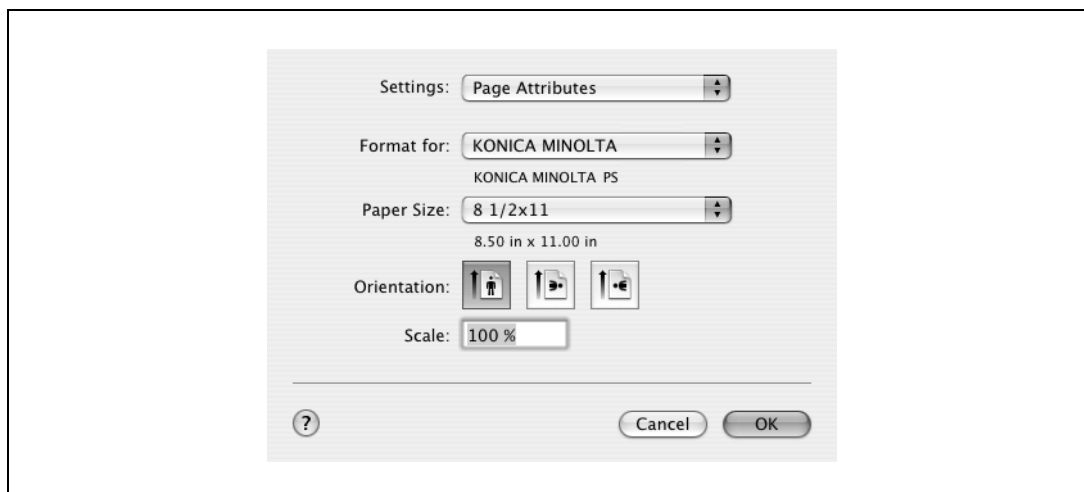 Settings: Page Attributes
Format for: KONICA MINOLTA
KONICA MINOLTA PS
Paper Size: 8 1/2x11
8.50 in x 11.00 in
Orientation:
Scale: 100 %
? Cancel OK